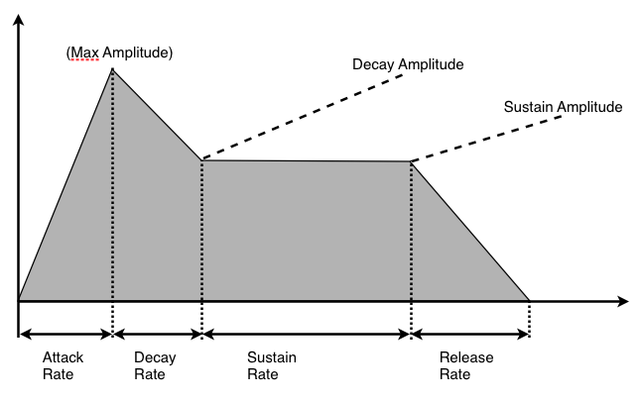 (Max Amplitude)
Decay Amplitude
Sustain Amplitude
Attack
Rate
Decay
Rate
Sustain
Rate
Release
Rate